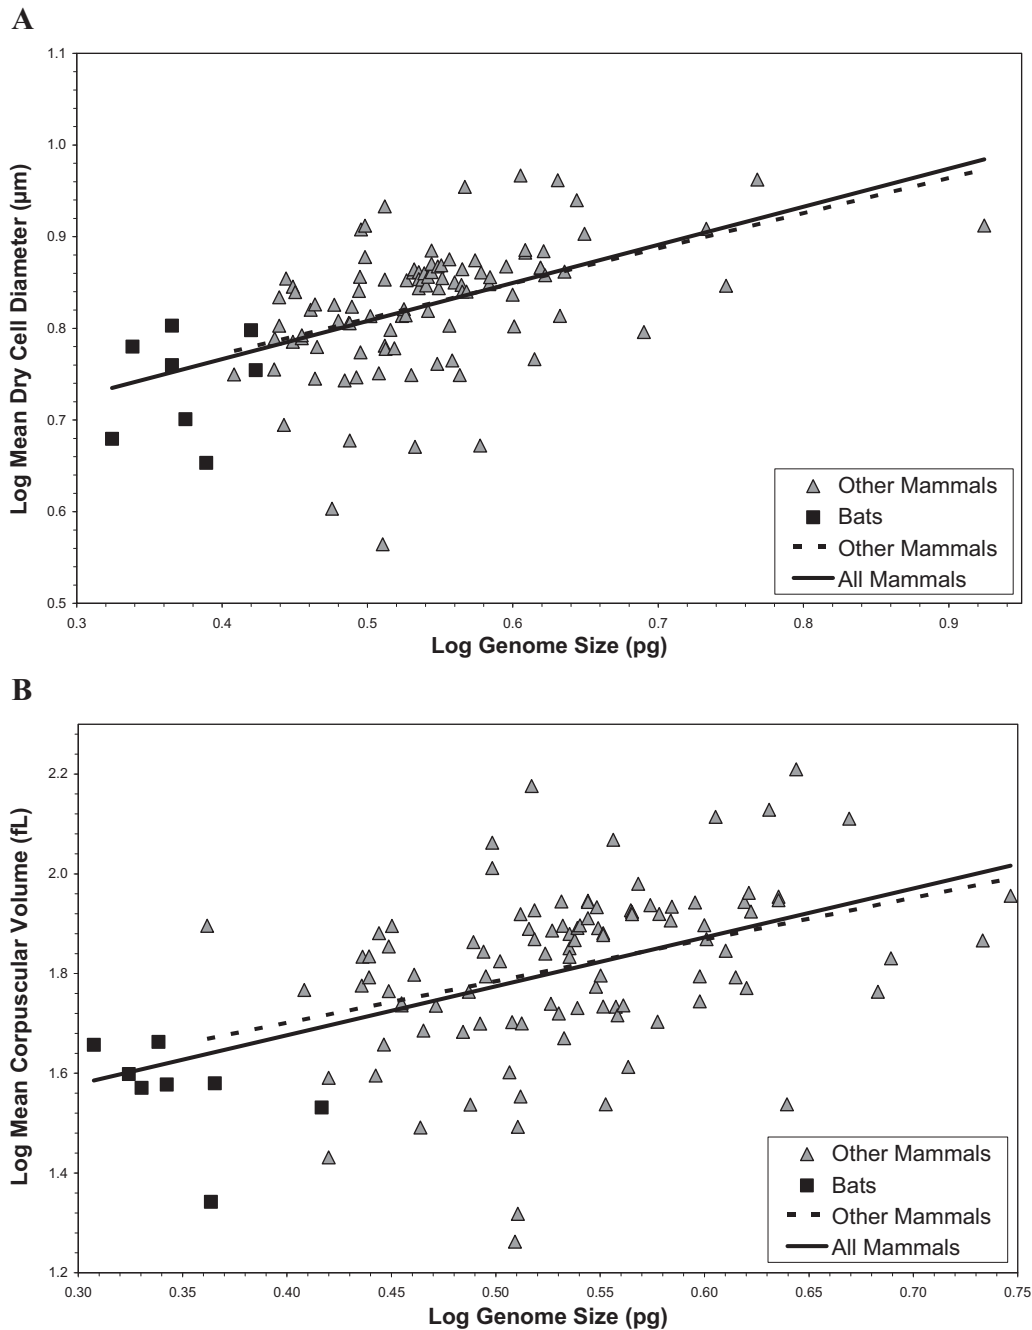 A
1.1
1.0
0.9
0.8
0.7
0.6
0.5
Log Mean Dry Cell Diameter (µm)
Other Mammals
Bats
Other Mammals
All Mammals
0.3 0.4 0.5 0.6 0.7 0.8 0.9
Log Genome Size (pg)
B
2.2
2.0
1.8
1.6
1.4
1.2
Log Mean Corpuscular Volume (fL)
Other Mammals
Bats
Other Mammals
All Mammals
0.30 0.35 0.40 0.45 0.50 0.55 0.60 0.65 0.70 0.75
Log Genome Size (pg)